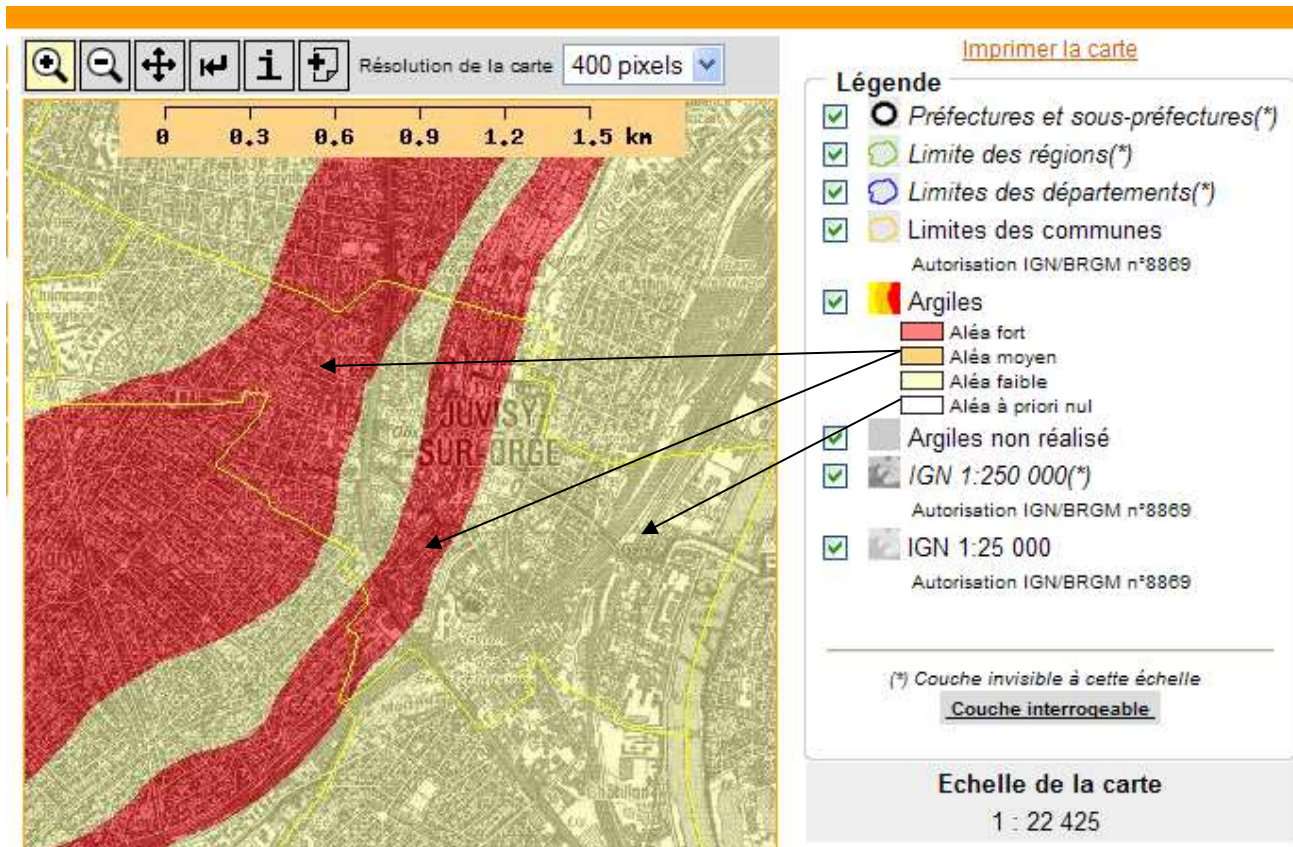 Imprimer la carte
Résolution de la carte 400 pixels
0 0.3 0.6 0.9 1.2 1.5 km
JUVISY
-SUR-ORGE
Châtillon
Légende
Préfectures et sous-préfectures(*)
Limite des régions(*)
Limites des départements(*)
Limites des communes
Autorisation IGN/BRGM n°8869
Argiles
Aléa fort
Aléa moyen
Aléa faible
Aléa à priori nul
Argiles non réalisé
IGN 1:250 000(*)
Autorisation IGN/BRGM n°8869
IGN 1:25 000
Autorisation IGN/BRGM n°8869
(*) Couche invisible à cette échelle
Couche interrogeable
Echelle de la carte
1 : 22 425